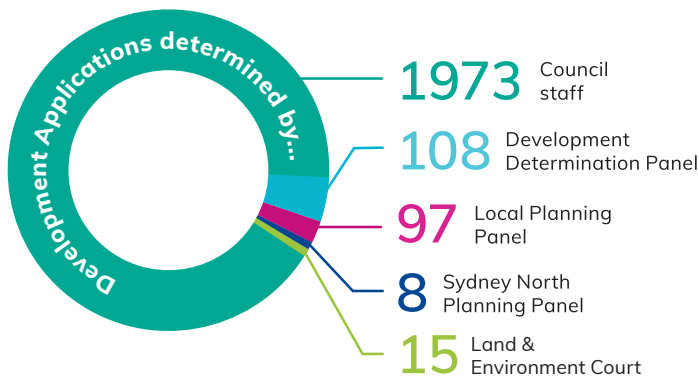 Development Applications determined by...
1973 Council
staff
108 Development
Determination Panel
97 Local Planning
Panel
8 Sydney North
Planning Panel
15 Land &
Environment Court